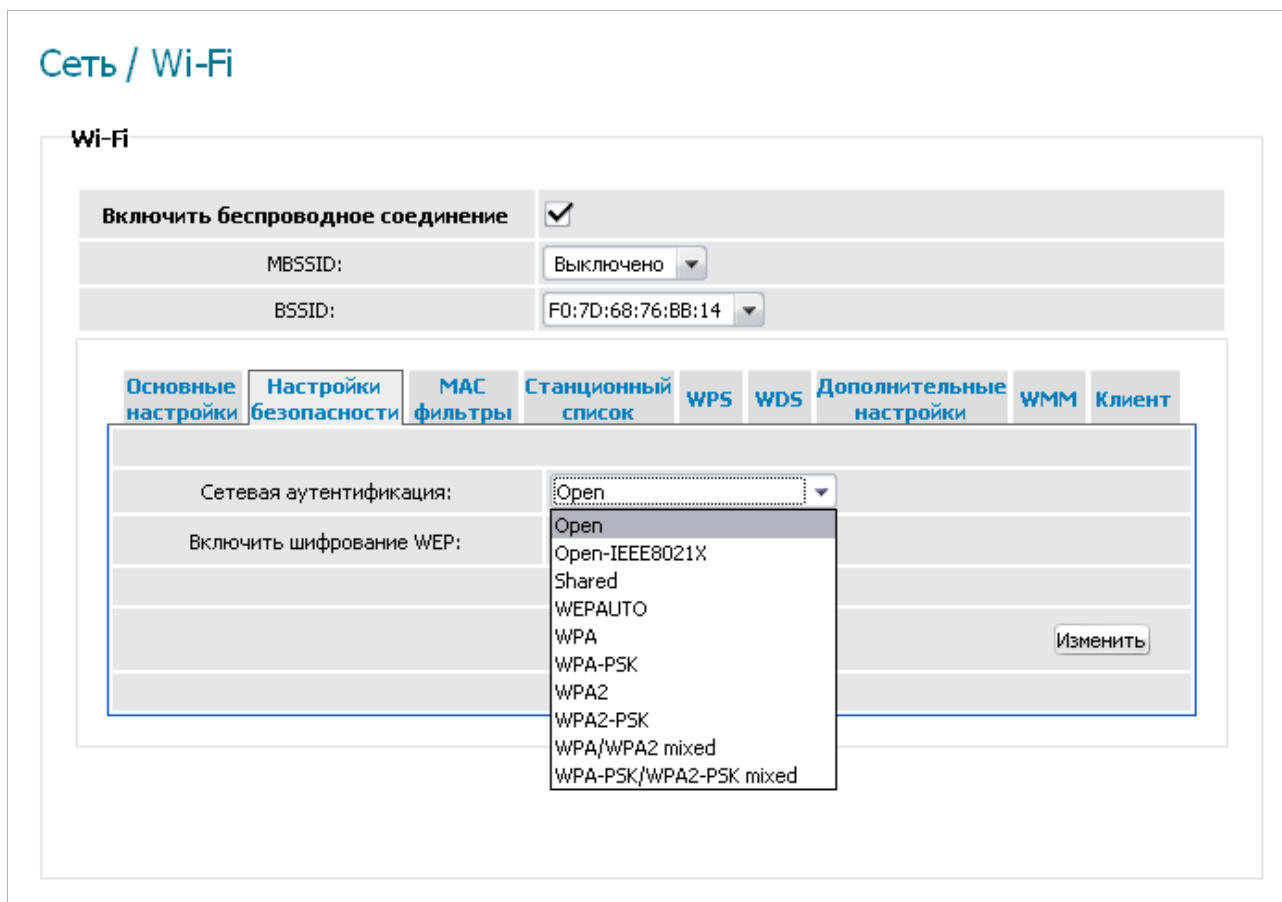 Сеть / Wi-Fi
Wi-Fi
Включить беспроводное соединение
MBSSID: Выключено
BSSID: F0:7D:68:76:BB:14
Основные настройки
Настройки безопасности
MAC фильтры
Станционный список
WPS
WDS
Дополнительные настройки
WMM
Клиент
Сетевая аутентификация: Open
Включить шифрование WEP:
Open
Open-IEEE8021X
Shared
WEPAUTO
WPA
WPA-PSK
WPA2
WPA2-PSK
WPA/WPA2 mixed
WPA-PSK/WPA2-PSK mixed
Изменить